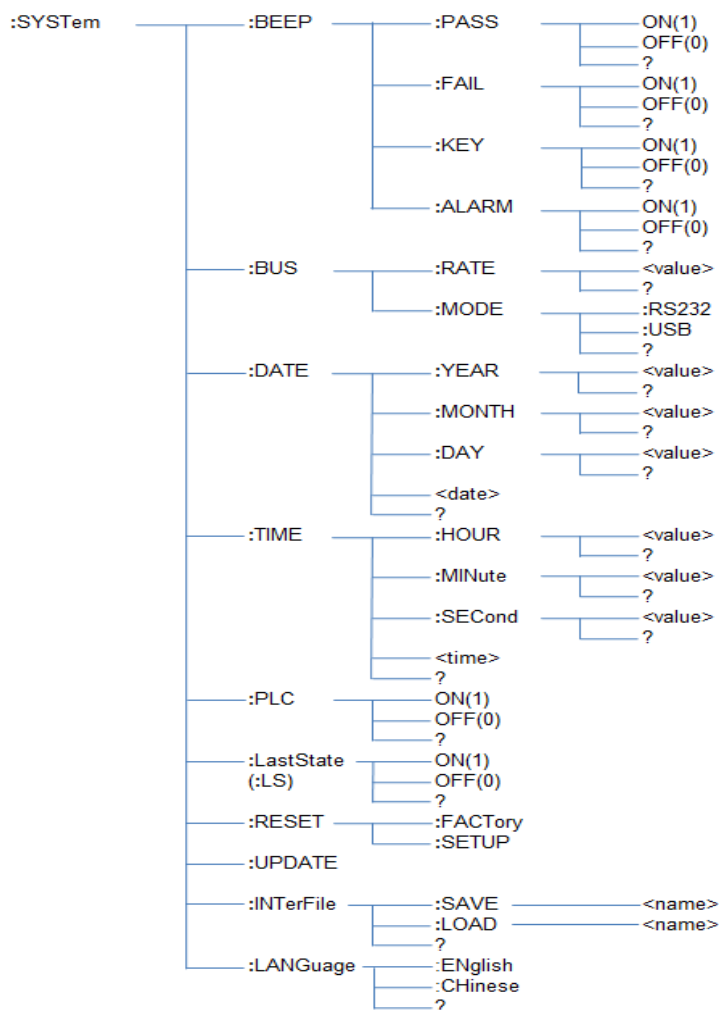 :SYSTem :BEEP :PASS ON(1)
OFF(0)
?
:FAIL ON(1)
OFF(0)
?
:KEY ON(1)
OFF(0)
?
:ALARM ON(1)
OFF(0)
?
:BUS :RATE <value>
?
:MODE :RS232
:USB
?
:DATE :YEAR <value>
?
:MONTH <value>
?
:DAY <value>
?
<date>
?
:TIME :HOUR <value>
?
:MINute <value>
?
:SECond <value>
?
<time>
?
:PLC ON(1)
OFF(0)
?
:LastState ON(1)
(:LS) OFF(0)
?
:RESET :FACTory
:SETUP
:UPDATE
:INTerFile :SAVE <name>
:LOAD <name>
?
:LANGuage :ENglish
:CHinese
?